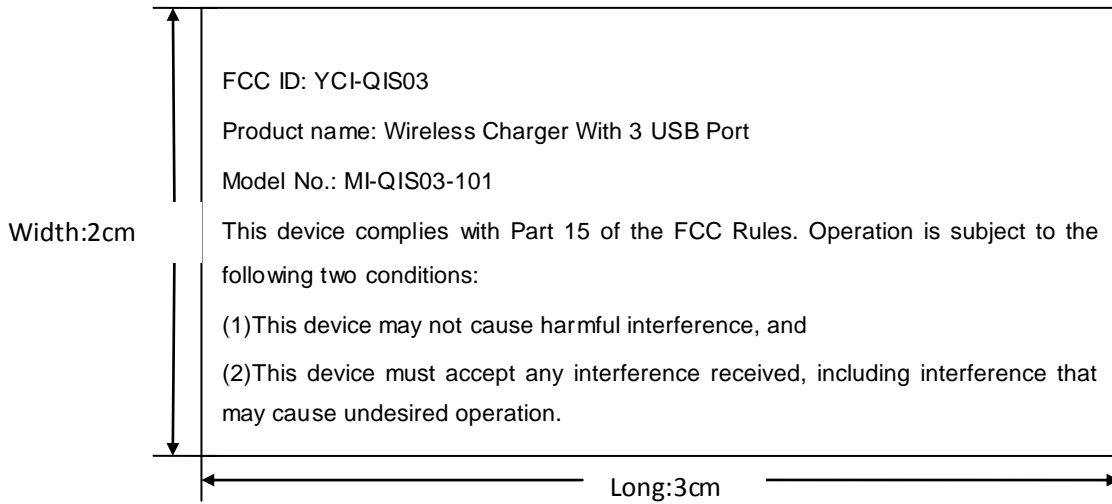 FCC ID: YCI-QIS03
Product name: Wireless Charger With 3 USB Port
Model No.: MI-QIS03-101
Width:2cm
This device complies with Part 15 of the FCC Rules. Operation is subject to the
following two conditions:
(1)This device may not cause harmful interference, and
(2)This device must accept any interference received, including interference that
may cause undesired operation.
Long:3cm